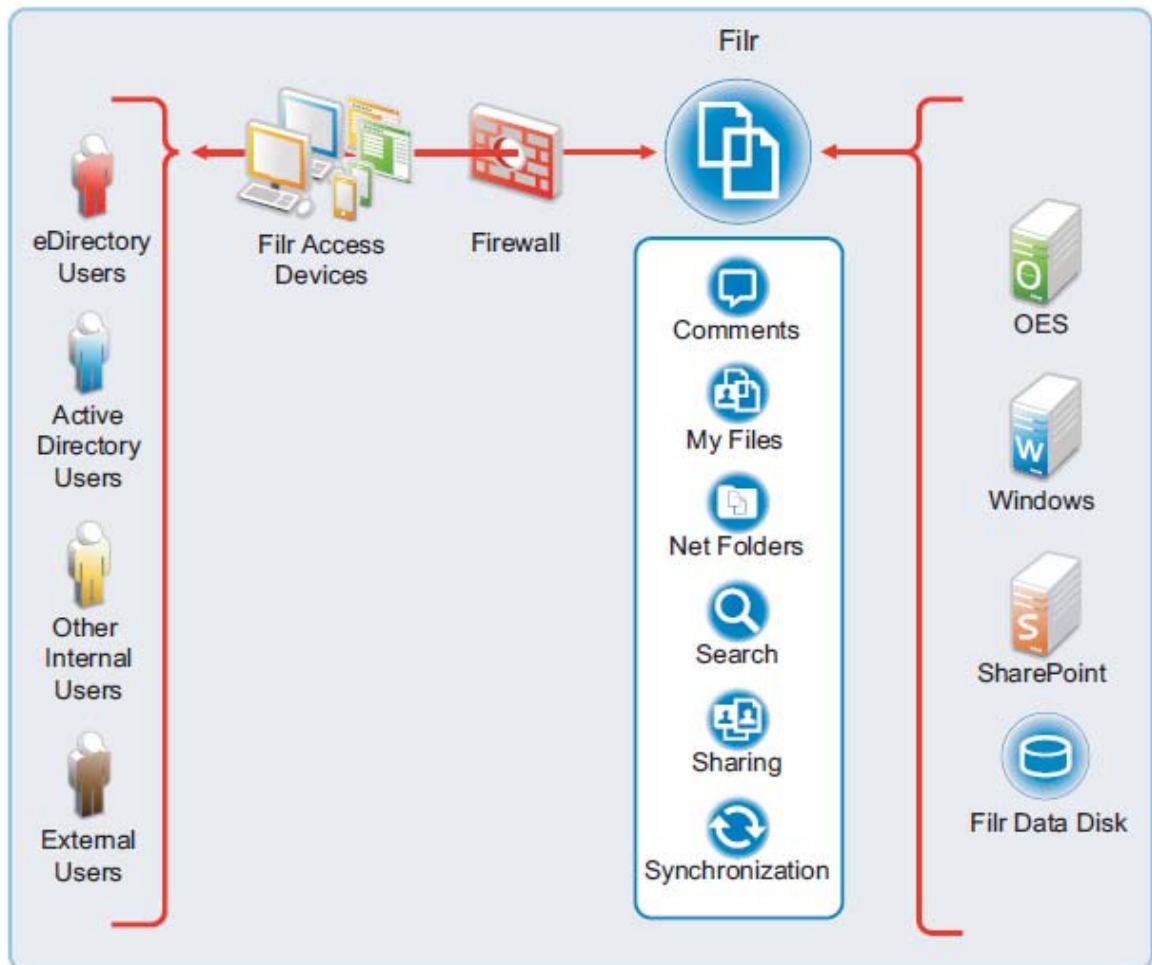 Filr
eDirectory
Users
Active
Directory
Users
Other
Internal
Users
External
Users
Filr Access
Devices
Firewall
Comments
My Files
Net Folders
Search
Sharing
Synchronization
O
OES
W
Windows
S
SharePoint
Filr Data Disk